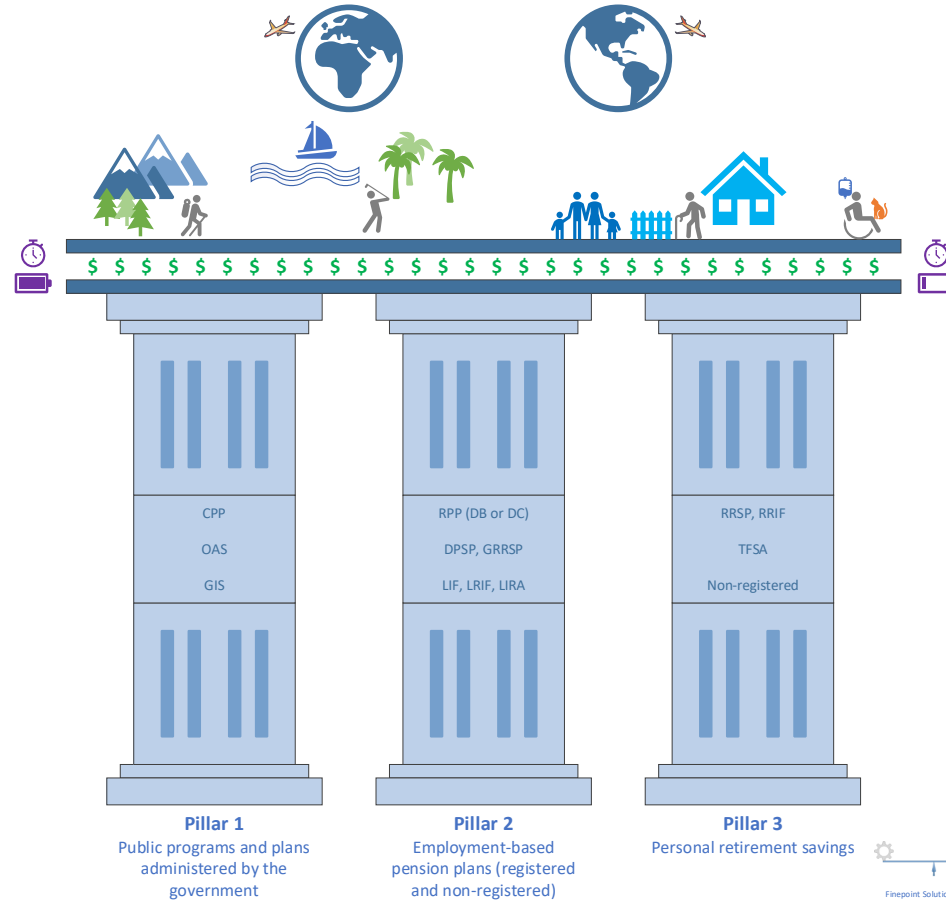 $ $ $ $ $ $ $ $ $ $ $ $ $ $ $ $ $ $ $ $ $ $ $ $ $ $ $ $ $ $
CPP
OAS
GIS
RPP (DB or DC)
DPSP, GRRSP
LIF, LRIF, LIRA
RRSP, RRIF
TFSA
Non-registered
Pillar 1
Public programs and plans
administered by the
government
Pillar 2
Employment-based
pension plans (registered
and non-registered)
Pillar 3
Personal retirement savings
Finepoint